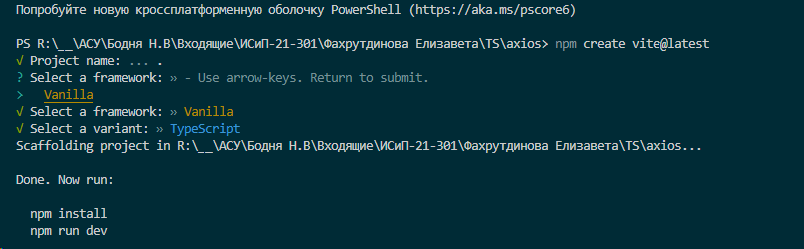 Попробуйте новую кроссплатформенную оболочку PowerShell (https://aka.ms/pscore6)
PS R:\__\АСУ\Бодня Н.В\Входящие\ИСиП-21-301\Фахрутдинова Елизавета\TS\axios> npm create vite@latest
√ Project name: ... .
? Select a framework: » - Use arrow-keys. Return to submit.
> Vanilla
√ Select a framework: » Vanilla
√ Select a variant: » TypeScript
Scaffolding project in R:\__\АСУ\Бодня Н.В\Входящие\ИСиП-21-301\Фахрутдинова Елизавета\TS\axios...
Done. Now run:
npm install
npm run dev